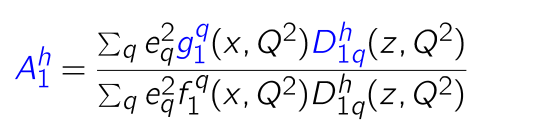 $A_1^h = \frac{\sum_q e_q^2 g_1^q(x, Q^2) D_{1q}^h(z, Q^2)}{\sum_q e_q^2 f_1^q(x, Q^2) D_{1q}^h(z, Q^2)}$